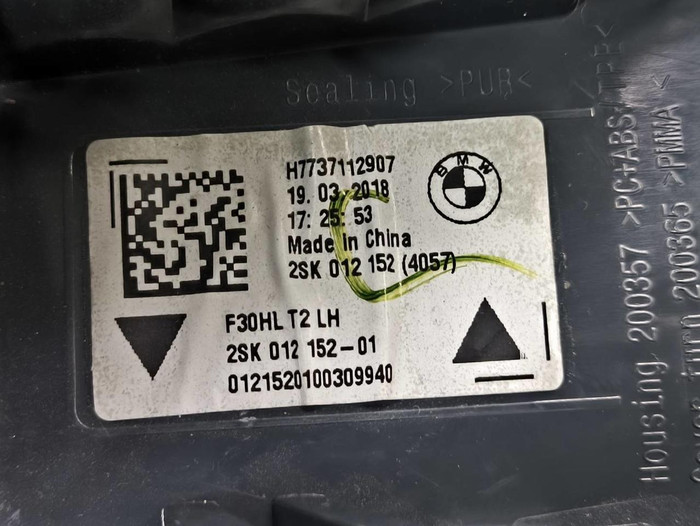 Sealing >PUR<
H7737112907
19. 03. 2018
17: 25: 53
Made in China
2SK 012 152 (4057)
BMW
F30HL T2 LH
2SK 012 152-01
0121520100309940
Housing 200357 >PC+ABS
200365 >PMMA <